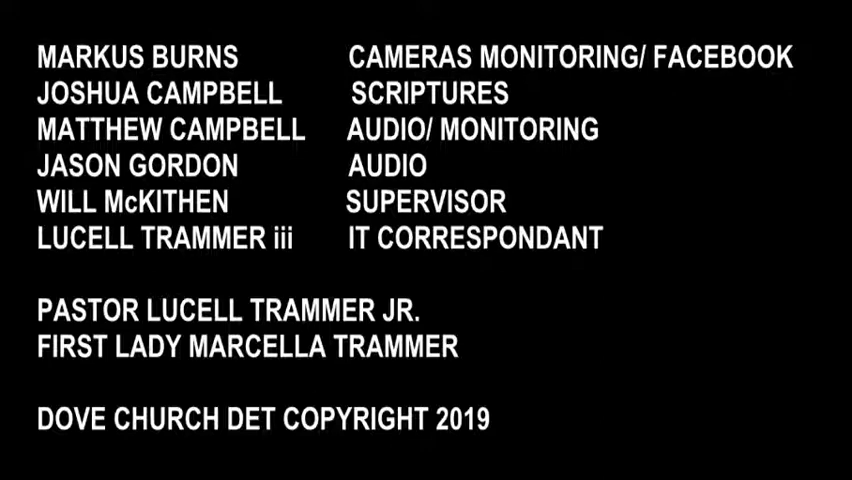 MARKUS BURNS CAMERAS MONITORING/ FACEBOOK
JOSHUA CAMPBELL SCRIPTURES
MATTHEW CAMPBELL AUDIO/ MONITORING
JASON GORDON AUDIO
WILL McKITHEN SUPERVISOR
LUCELL TRAMMER iii IT CORRESPONDANT
PASTOR LUCELL TRAMMER JR.
FIRST LADY MARCELLA TRAMMER
DOVE CHURCH DET COPYRIGHT 2019